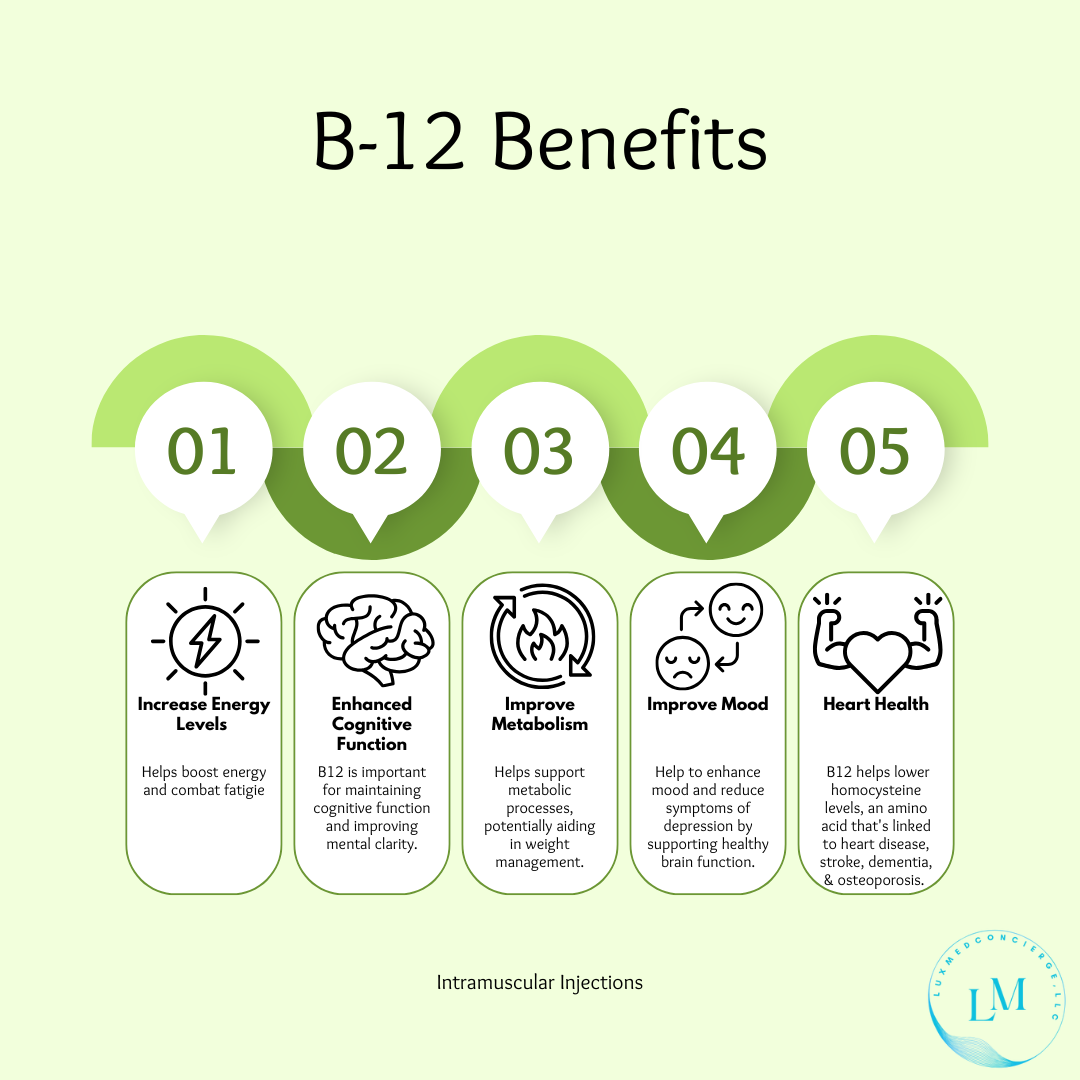 B-12 Benefits
01
02
03
04
05
Increase Energy
Levels
Helps boost energy
and combat fatigie
Enhanced
Cognitive
Function
B12 is important
for maintaining
cognitive function
and improving
mental clarity.
Improve
Metabolism
Helps support
metabolic
processes,
potentially aiding
in weight
management.
Improve Mood
Help to enhance
mood and reduce
symptoms of
depression by
supporting healthy
brain function.
Heart Health
B12 helps lower
homocysteine
levels, an amino
acid that's linked
to heart disease,
stroke, dementia,
& osteoporosis.
Intramuscular Injections
LUXMEDCONCIERGE,LLC
LM